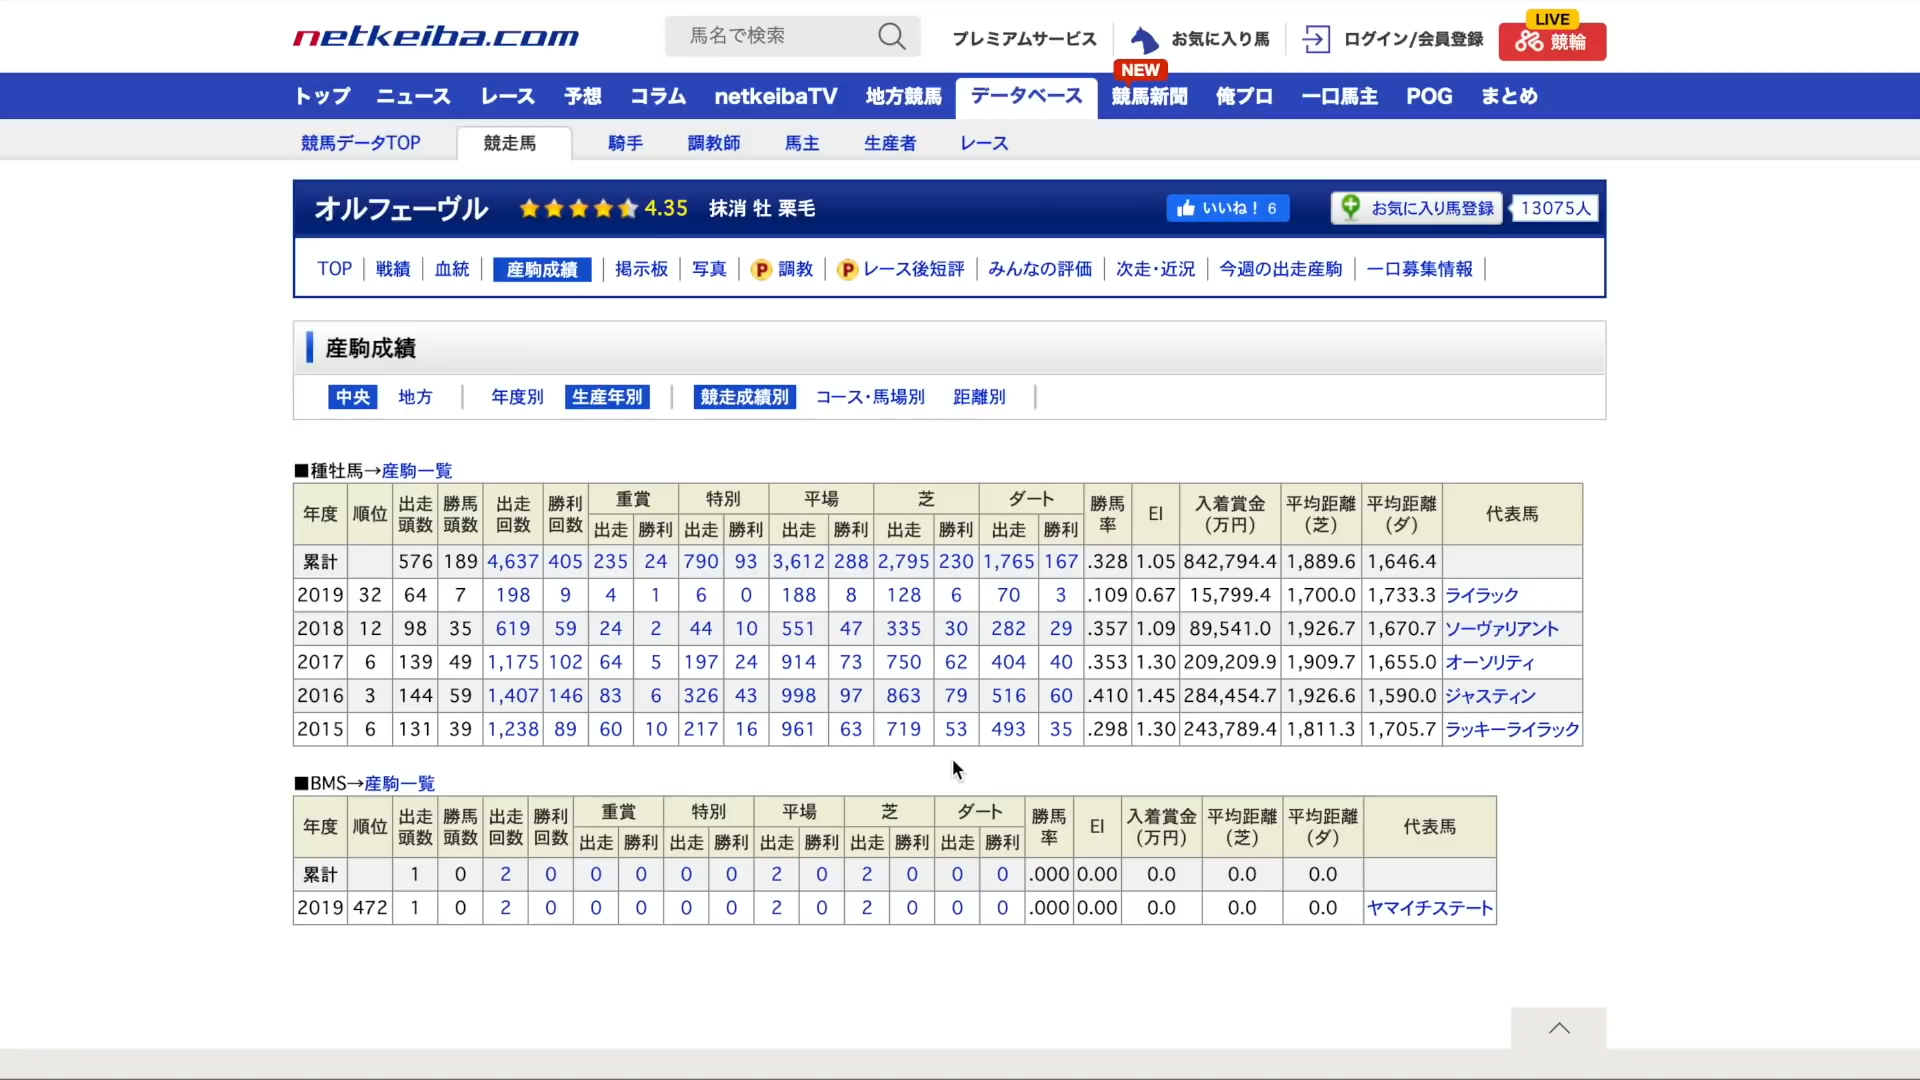 netkeiba.com
馬名で検索
プレミアムサービス
お気に入り馬
ログイン/会員登録
LIVE
競輪
NEW
トップ ニュース レース 予想 コラム netkeibaTV 地方競馬 データベース 競馬新聞 俺プロ 一口馬主 POG まとめ
競馬データTOP 競走馬 騎手 調教師 馬主 生産者 レース
オルフェーヴル 4.35 抹消 牡 栗毛 いいね! 6 お気に入り馬登録 13075人
TOP 戦績 血統 産駒成績 掲示板 写真 P 調教 P レース後短評 みんなの評価 次走・近況 今週の出走産駒 一口募集情報
産駒成績
中央 地方 年度別 生産年別 競走成績別 コース・馬場別 距離別
■種牡馬→産駒一覧
年度 順位 出走頭数 勝馬頭数 出走回数 勝利回数 重賞 特別 平場 芝 ダート 勝馬率 EI 入着賞金(万円) 平均距離(芝) 平均距離(ダ) 代表馬
出走 勝利 出走 勝利 出走 勝利 出走 勝利 出走 勝利
累計 576 189 4,637 405 235 24 790 93 3,612 288 2,795 230 1,765 167 .328 1.05 842,794.4 1,889.6 1,646.4
2019 32 64 7 198 9 4 1 6 0 188 8 128 6 70 3 .109 0.67 15,799.4 1,700.0 1,733.3 ライラック
2018 12 98 35 619 59 24 2 44 10 551 47 335 30 282 29 .357 1.09 89,541.0 1,926.7 1,670.7 ソーヴァリアント
2017 6 139 49 1,175 102 64 5 197 24 914 73 750 62 404 40 .353 1.30 209,209.9 1,909.7 1,655.0 オーソリティ
2016 3 144 59 1,407 146 83 6 326 43 998 97 863 79 516 60 .410 1.45 284,454.7 1,926.6 1,590.0 ジャスティン
2015 6 131 39 1,238 89 60 10 217 16 961 63 719 53 493 35 .298 1.30 243,789.4 1,811.3 1,705.7 ラッキーライラック
■BMS→産駒一覧
年度 順位 出走頭数 勝馬頭数 出走回数 勝利回数 重賞 特別 平場 芝 ダート 勝馬率 EI 入着賞金(万円) 平均距離(芝) 平均距離(ダ) 代表馬
出走 勝利 出走 勝利 出走 勝利 出走 勝利 出走 勝利
累計 1 0 2 0 0 0 0 0 2 0 2 0 0 0 .000 0.00 0.0 0.0 0.0
2019 472 1 0 2 0 0 0 0 0 2 0 2 0 0 0 .000 0.00 0.0 0.0 0.0 ヤマイチステート